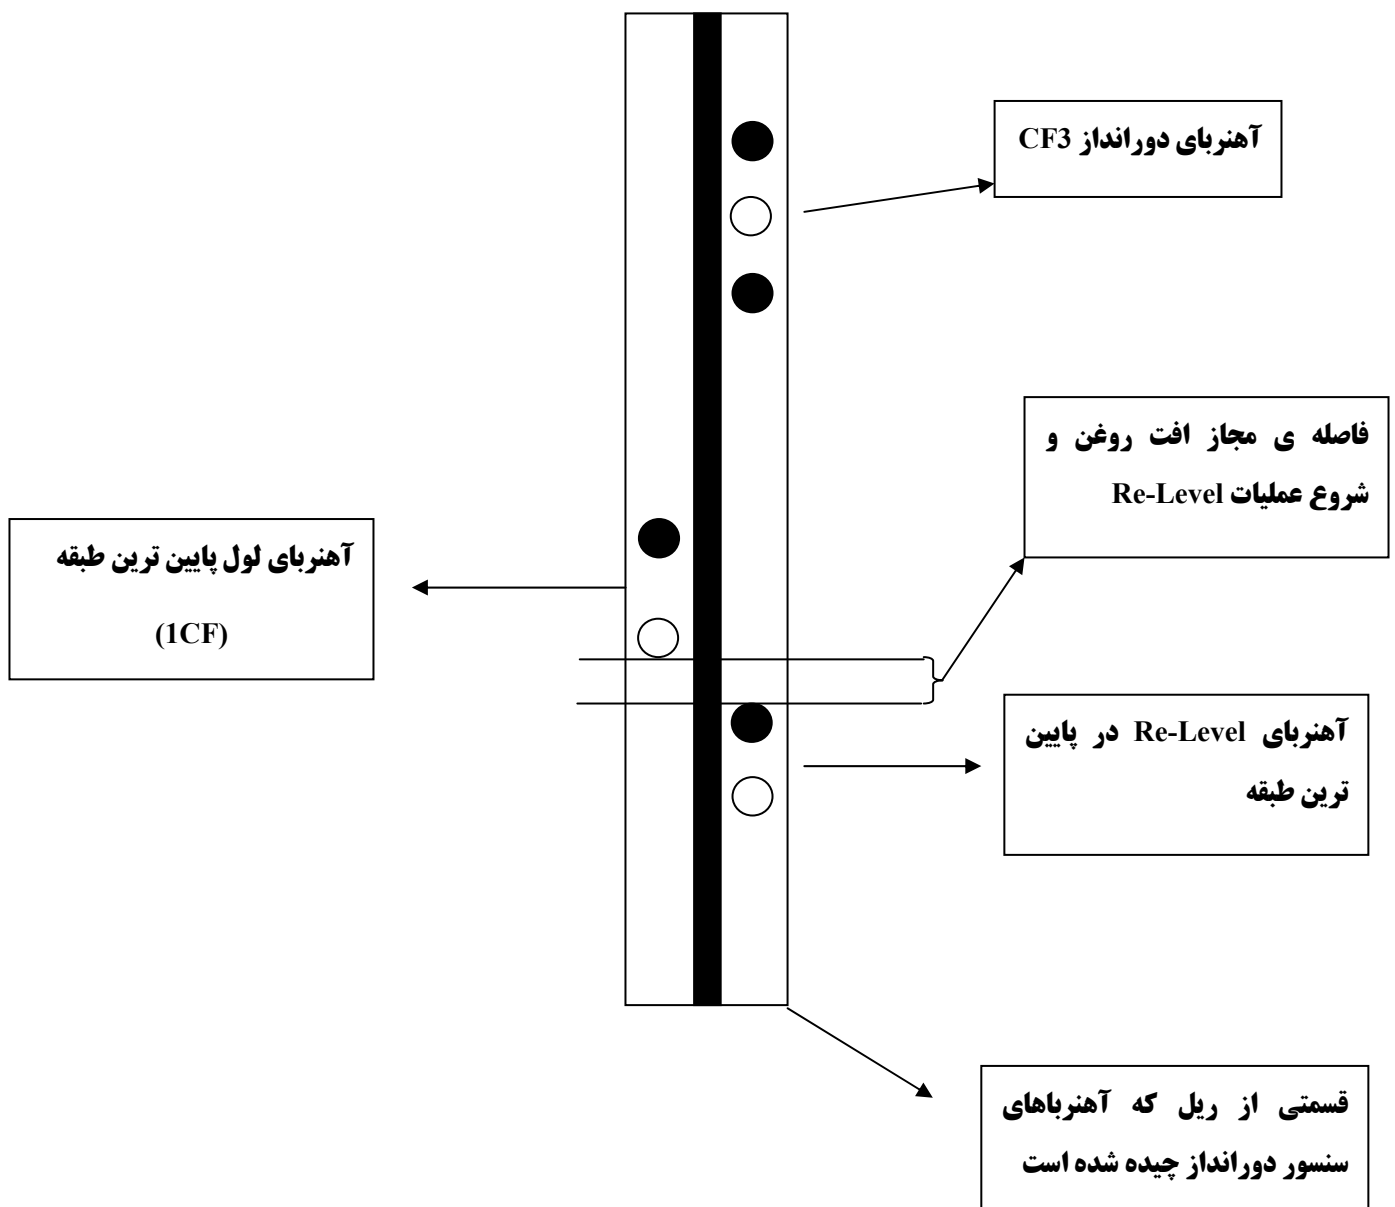 آهنربای دورانداز CF3
فاصله ی مجاز افت روغن و
شروع عملیات Re-Level
آهنربای لول پایین ترین طبقه
(1CF)
آهنربای Re-Level در پایین
ترین طبقه
قسمتی از ریل که آهنرباهای
سنسور دورانداز چیده شده است